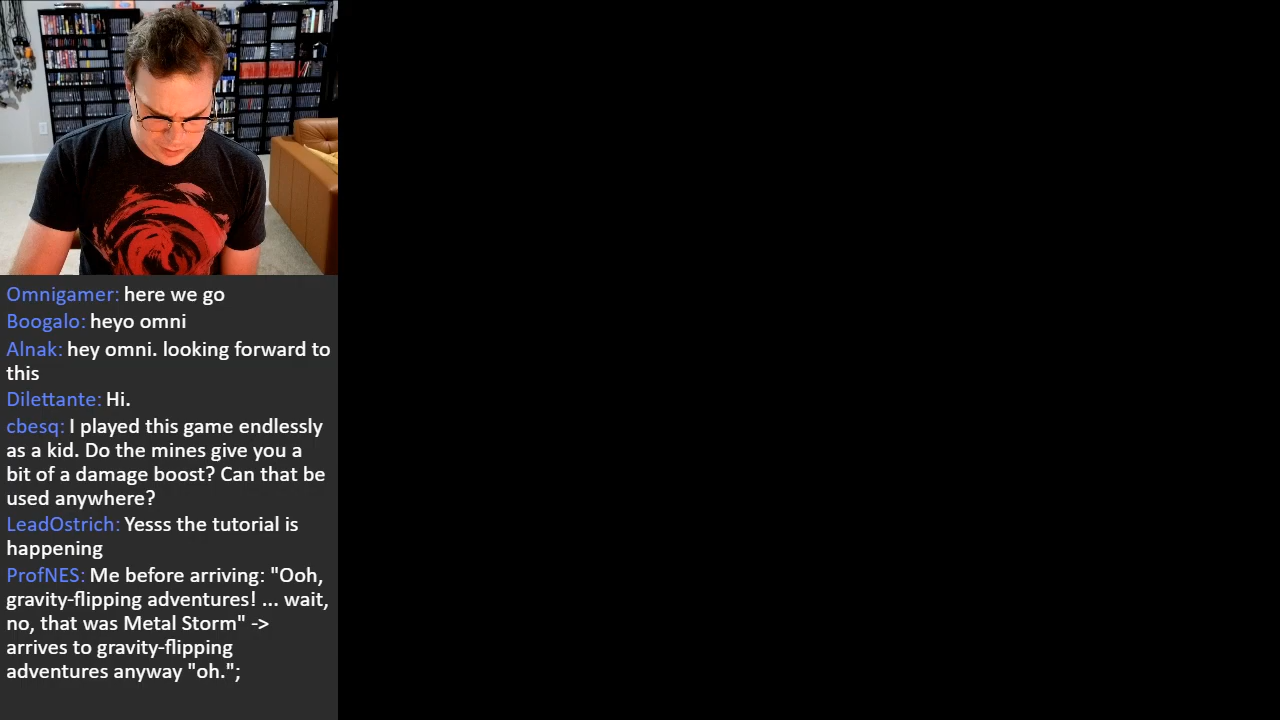 Omnigamer: here we go
Boogalo: heyo omni
Alnak: hey omni. looking forward to
this
Dilettante: Hi.
cbesq: I played this game endlessly
as a kid. Do the mines give you a
bit of a damage boost? Can that be
used anywhere?
LeadOstrich: Yesss the tutorial is
happening
ProfNES: Me before arriving: "Ooh,
gravity-flipping adventures! ... wait,
no, that was Metal Storm" ->
arrives to gravity-flipping
adventures anyway "oh.";